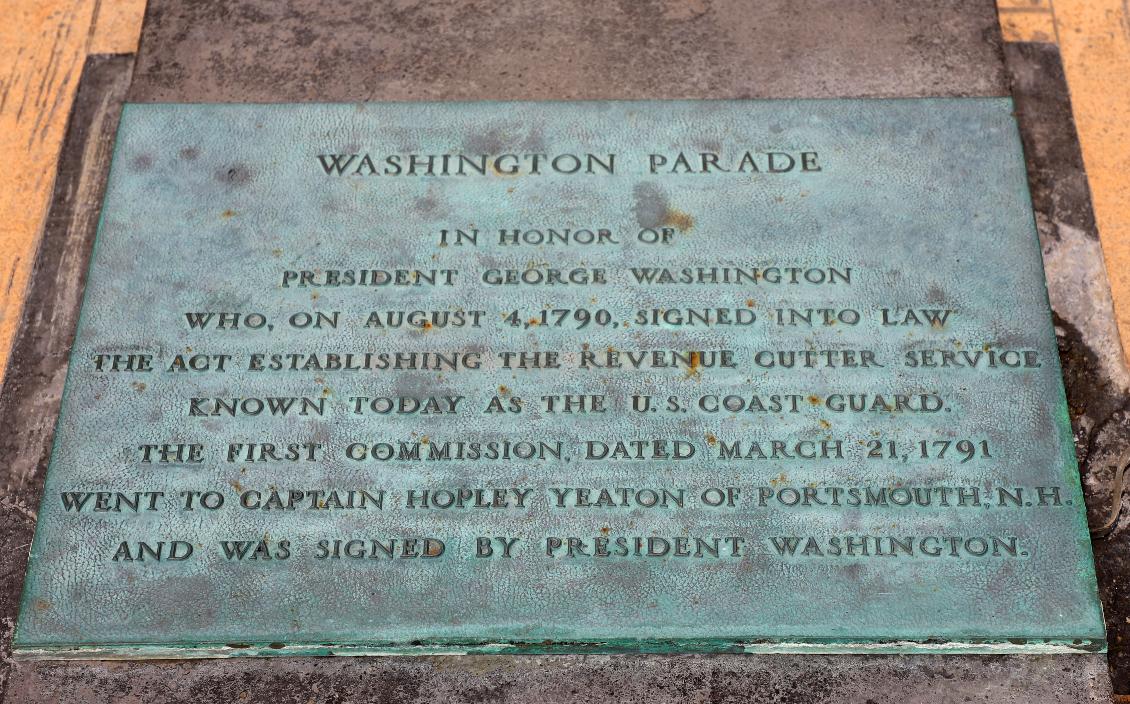 WASHINGTON PARADE
IN HONOR OF
PRESIDENT GEORGE WASHINGTON
WHO, ON AUGUST 4, 1790, SIGNED INTO LAW
THE ACT ESTABLISHING THE REVENUE CUTTER SERVICE
KNOWN TODAY AS THE U.S. COAST GUARD.
THE FIRST COMMISSION, DATED MARCH 21, 1791
WENT TO CAPTAIN HOPLEY YEATON OF PORTSMOUTH, N.H.
AND WAS SIGNED BY PRESIDENT WASHINGTON.